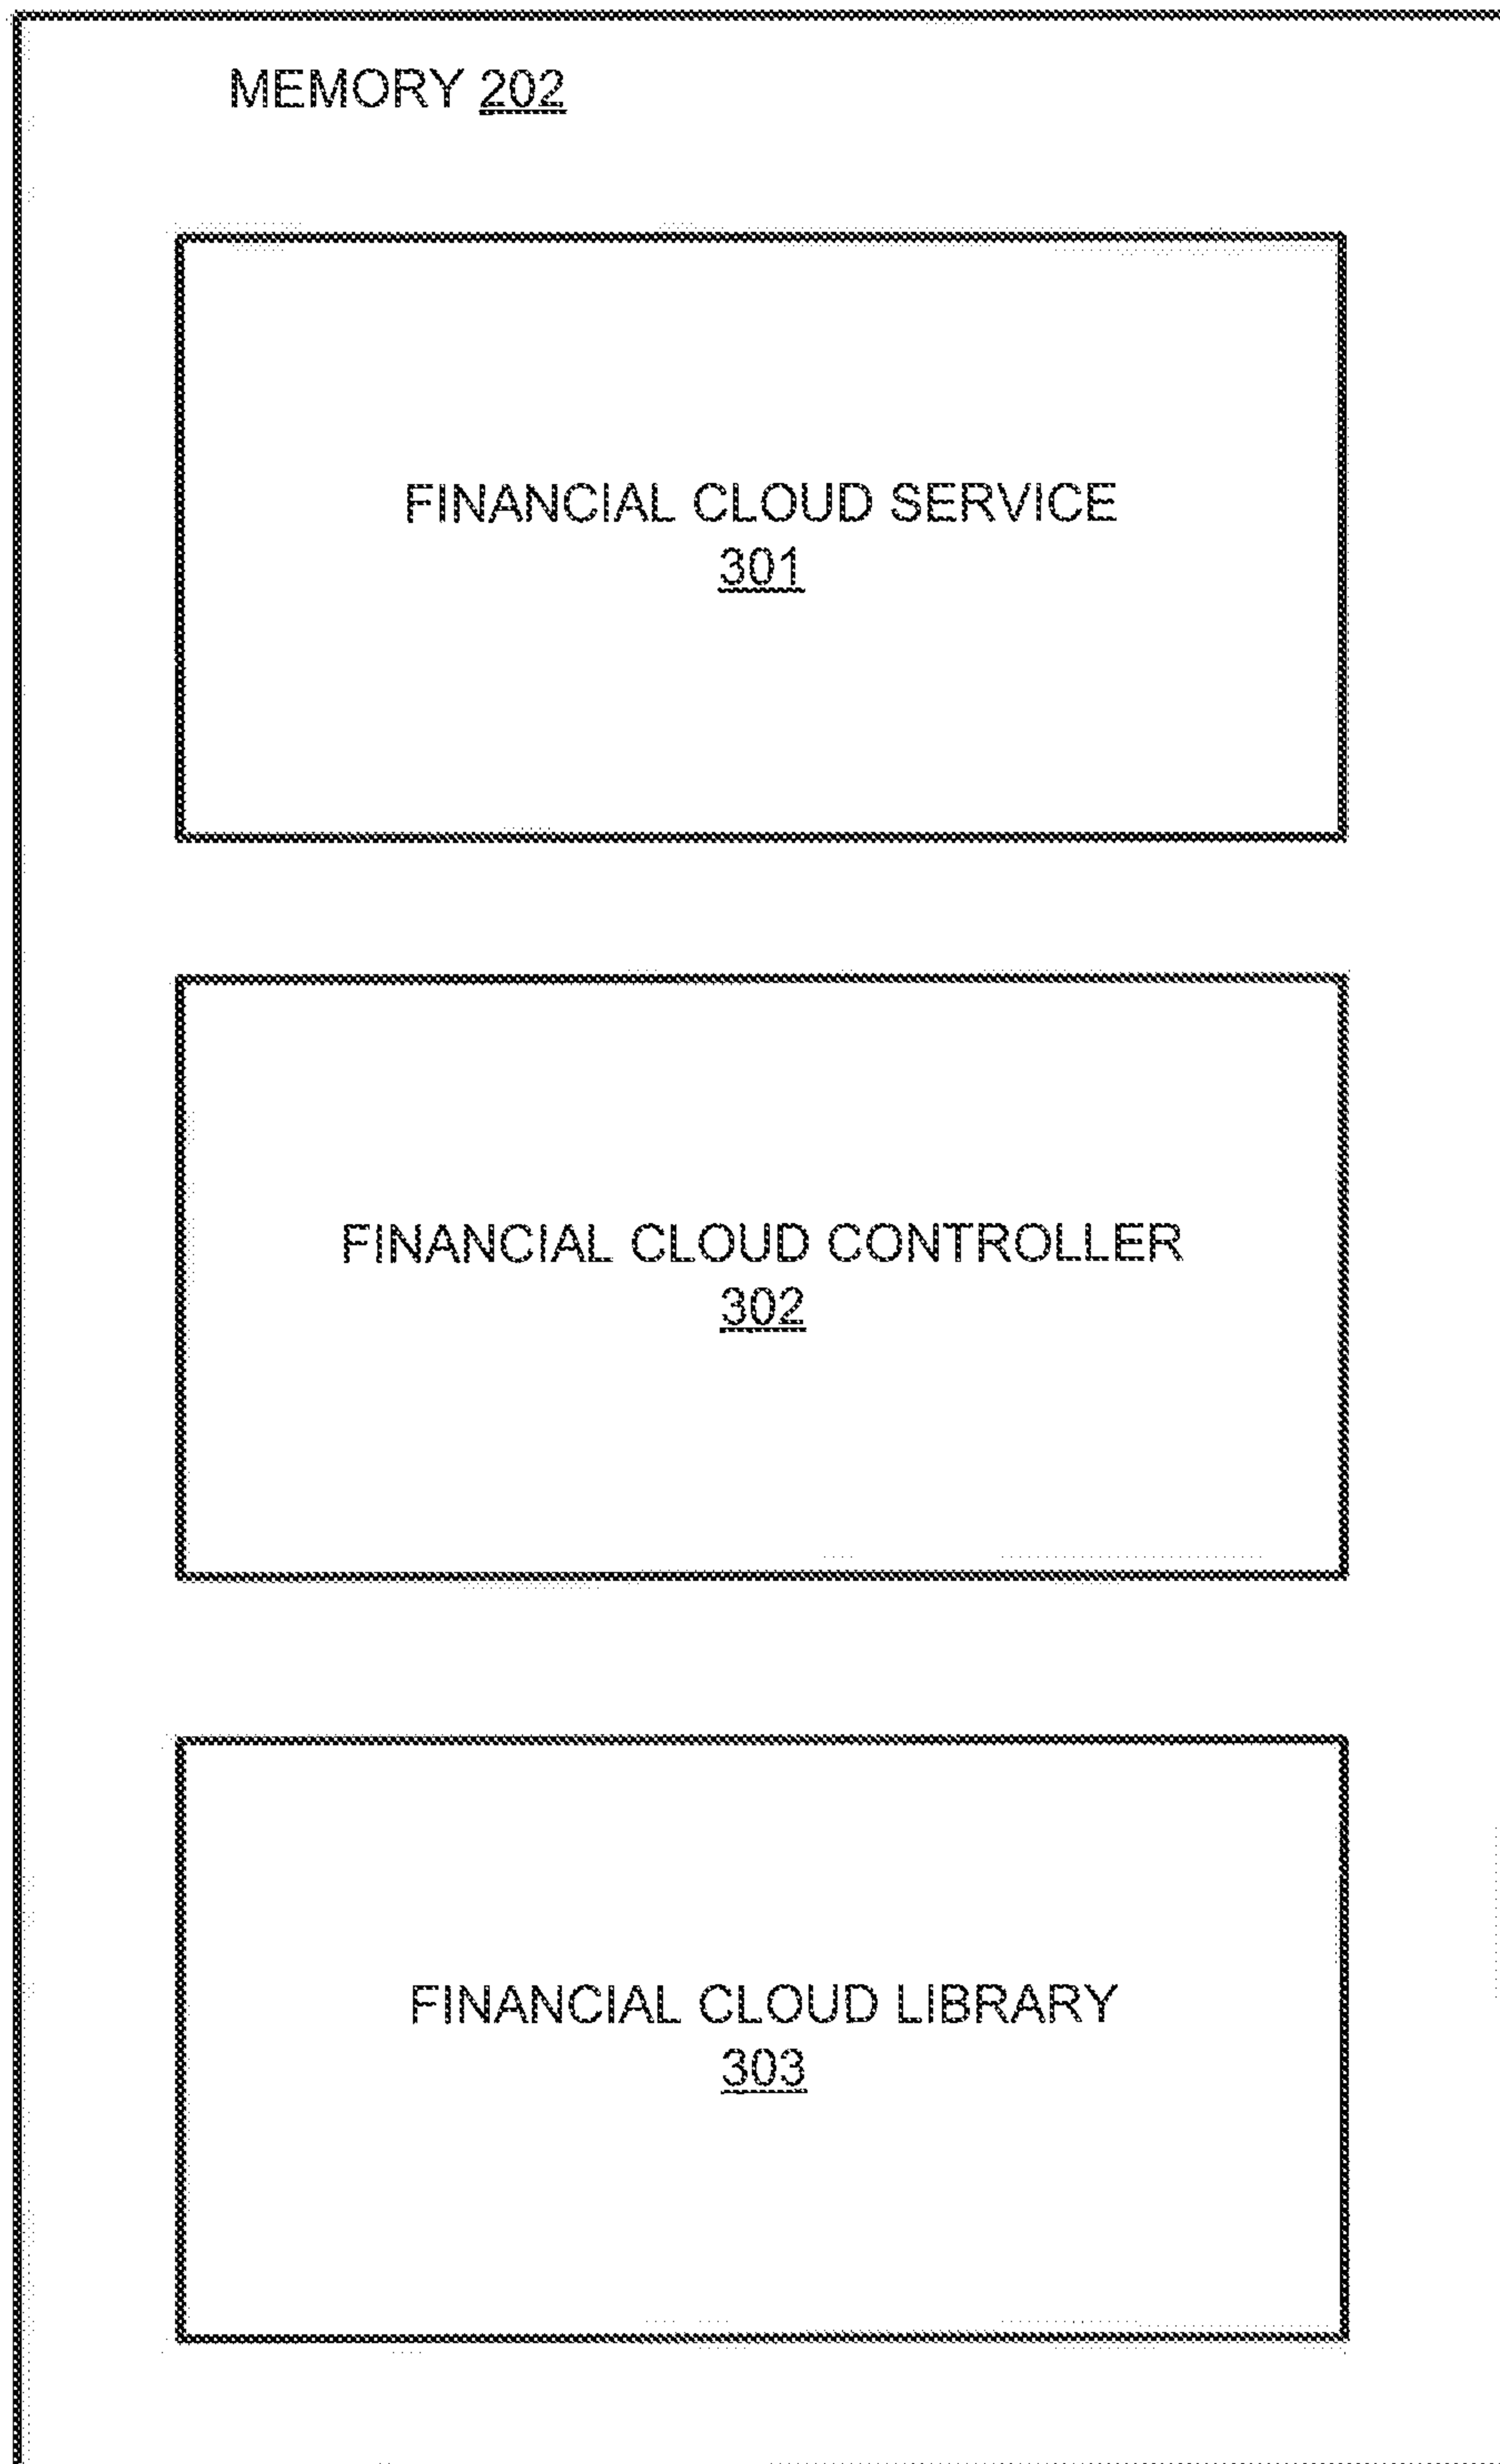 MEMORY 202
FINANCIAL CLOUD SERVICE
301
FINANCIAL CLOUD CONTROLLER
302
FINANCIAL CLOUD LIBRARY
303